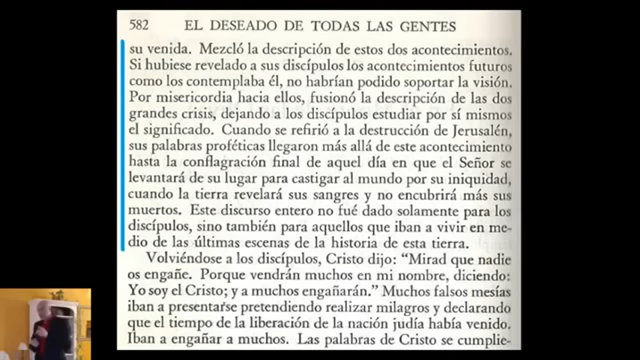 582 EL DESEADO DE TODAS LAS GENTES
su venida. Mezcló la descripción de estos dos acontecimientos.
Si hubiese revelado a sus discípulos los acontecimientos futuros
como los contemplaba él, no habrían podido soportar la visión.
Por misericordia hacia ellos, fusionó la descripción de las dos
grandes crisis, dejando a los discípulos estudiar por sí mismos
el significado. Cuando se refirió a la destrucción de Jerusalén,
sus palabras proféticas llegaron más allá de este acontecimiento
hasta la conflagración final de aquel día en que el Señor se
levantará de su lugar para castigar al mundo por su iniquidad,
cuando la tierra revelará sus sangres y no encubrirá más sus
muertos. Este discurso entero no fué dado solamente para los
discípulos, sino también para aquellos que iban a vivir en me-
dio de las últimas escenas de la historia de esta tierra.
Volviéndose a los discípulos, Cristo dijo: “Mirad que nadie
os engañe. Porque vendrán muchos en mi nombre, diciendo:
Yo soy el Cristo; y a muchos engañarán.” Muchos falsos mesías
iban a presentarse pretendiendo realizar milagros y declarando
que el tiempo de la liberación de la nación judía había venido.
Iban a engañar a muchos. Las palabras de Cristo se cumplie-